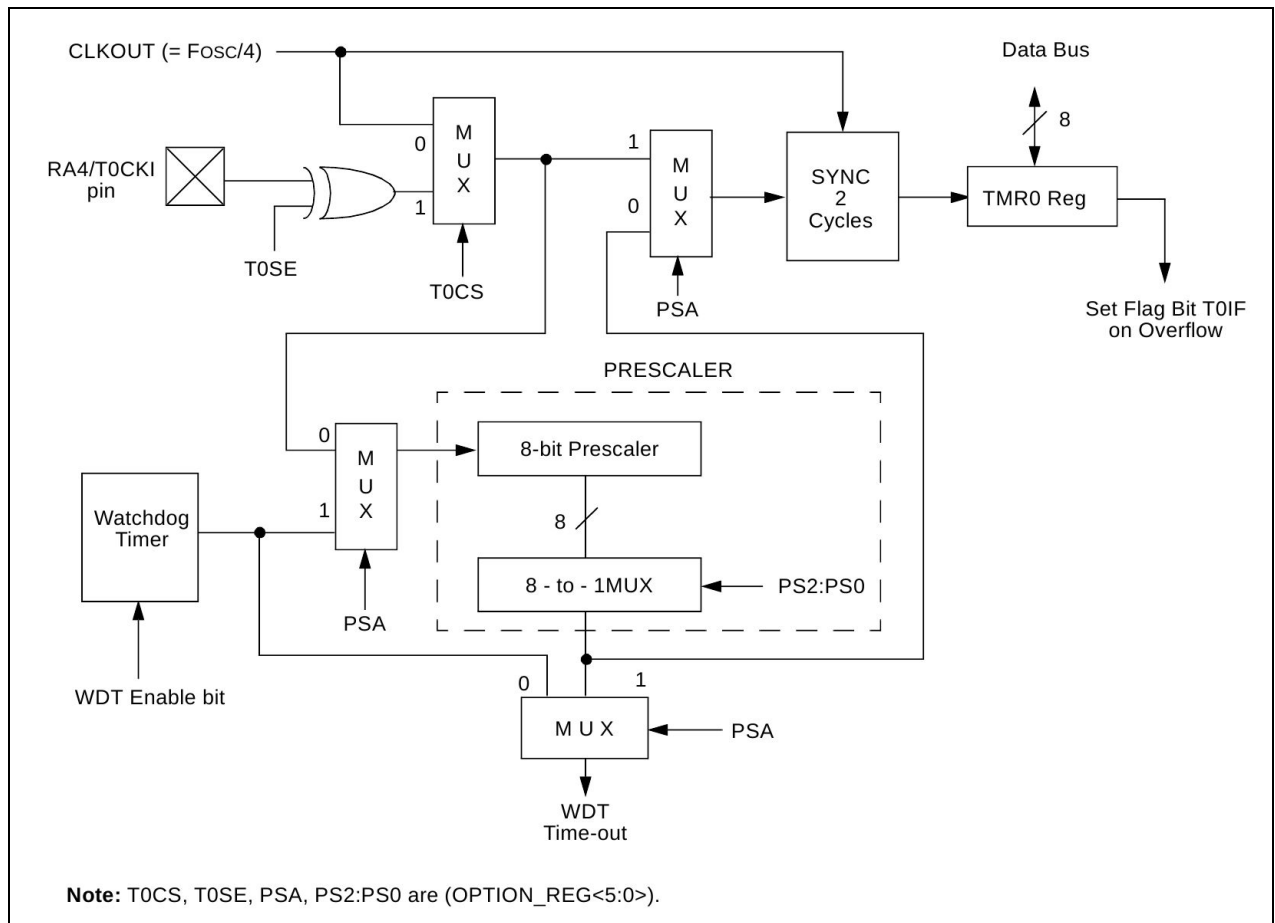 CLKOUT (= FOSC/4)
Data Bus
8
RA4/T0CKI
pin
0
1
M
U
X
T0SE
T0CS
1
0
M
U
X
PSA
SYNC
2
Cycles
TMR0 Reg
Set Flag Bit T0IF
on Overflow
PRESCALER
0
1
M
U
X
PSA
8-bit Prescaler
8
8 - to - 1MUX
PS2:PS0
Watchdog
Timer
WDT Enable bit
0
1
M U X
PSA
WDT
Time-out
Note: T0CS, T0SE, PSA, PS2:PS0 are (OPTION_REG<5:0>).